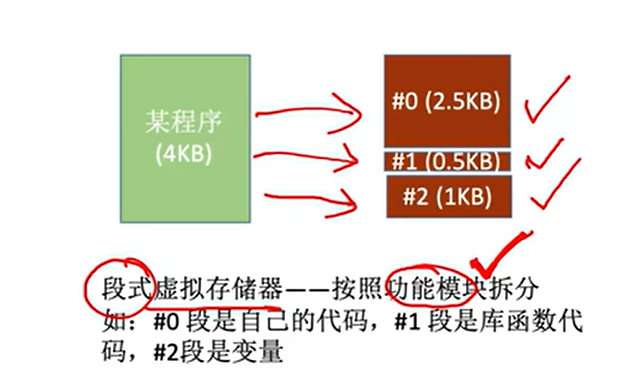 某程序
(4KB)
#0 (2.5KB)
#1 (0.5KB)
#2 (1KB)
段式虚拟存储器——按照功能模块拆分
如：#0 段是自己的代码，#1 段是库函数代
码，#2段是变量